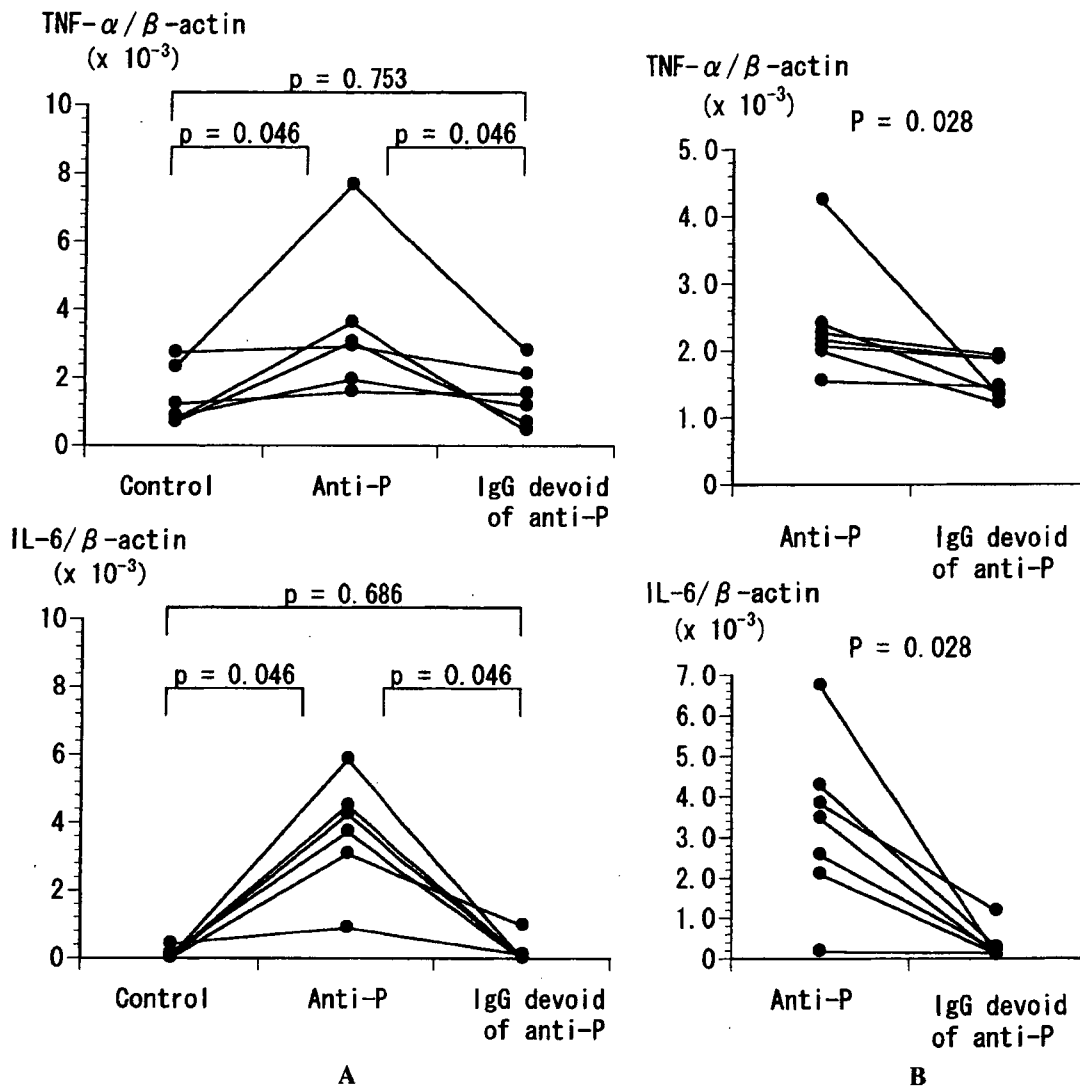 TNF-α/β-actin
(x 10⁻³)
p = 0.753
p = 0.046 p = 0.046
10
8
6
4
2
0
Control Anti-P IgG devoid
of anti-P
IL-6/β-actin
(x 10⁻³)
p = 0.686
p = 0.046 p = 0.046
10
8
6
4
2
0
Control Anti-P IgG devoid
of anti-P
A
TNF-α/β-actin
(x 10⁻³)
P = 0.028
5.0
4.0
3.0
2.0
1.0
0
Anti-P IgG devoid
of anti-P
IL-6/β-actin
(x 10⁻³)
P = 0.028
7.0
6.0
5.0
4.0
3.0
2.0
1.0
0
Anti-P IgG devoid
of anti-P
B